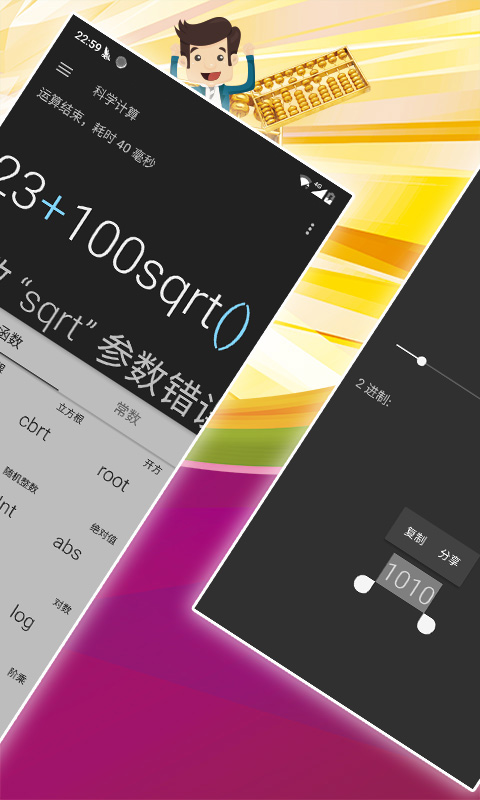 22:59
4G
科学计算
运算结束，耗时 40 毫秒
23+100sqrt()
“sqrt” 参数错误
函数
常数
立方根
开方
cbrt
root
随机整数
绝对值
Int
abs
对数
log
阶乘
2 进制:
复制
分享
1010